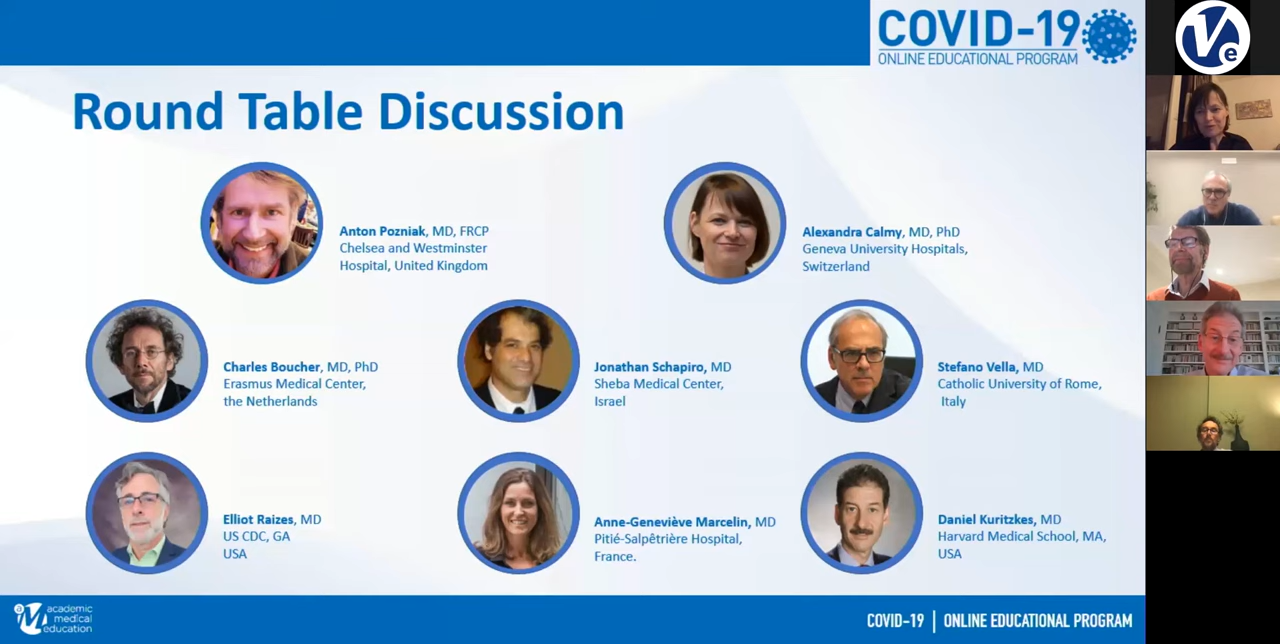 COVID-19
ONLINE EDUCATIONAL PROGRAM
Ve
Round Table Discussion
Anton Pozniak, MD, FRCP
Chelsea and Westminster
Hospital, United Kingdom
Alexandra Calmy, MD, PhD
Geneva University Hospitals,
Switzerland
Charles Boucher, MD, PhD
Erasmus Medical Center,
the Netherlands
Jonathan Schapiro, MD
Sheba Medical Center,
Israel
Stefano Vella, MD
Catholic University of Rome,
Italy
Elliot Raizes, MD
US CDC, GA
USA
Anne-Geneviève Marcelin, MD
Pitié-Salpêtrière Hospital,
France.
Daniel Kuritzkes, MD
Harvard Medical School, MA,
USA
academic
medical
education
COVID-19 | ONLINE EDUCATIONAL PROGRAM